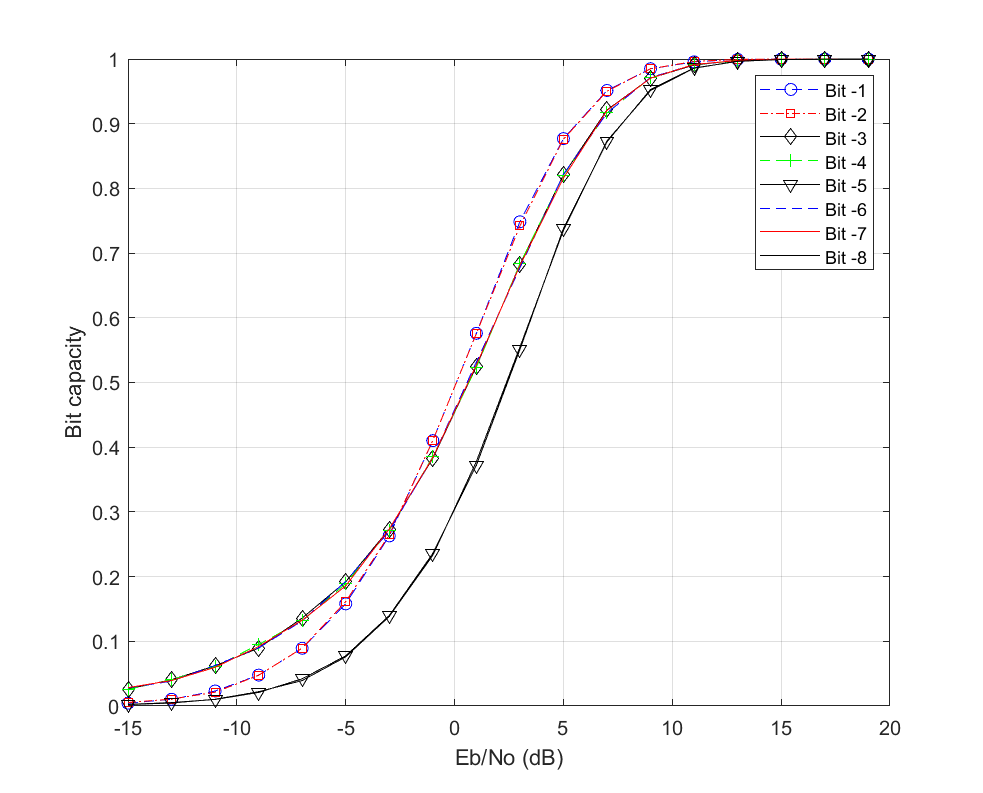 1
0.9
0.8
0.7
0.6
0.5
0.4
0.3
0.2
0.1
0
Bit capacity
-15 -10 -5 0 5 10 15 20
Eb/No (dB)
Bit -1
Bit -2
Bit -3
Bit -4
Bit -5
Bit -6
Bit -7
Bit -8